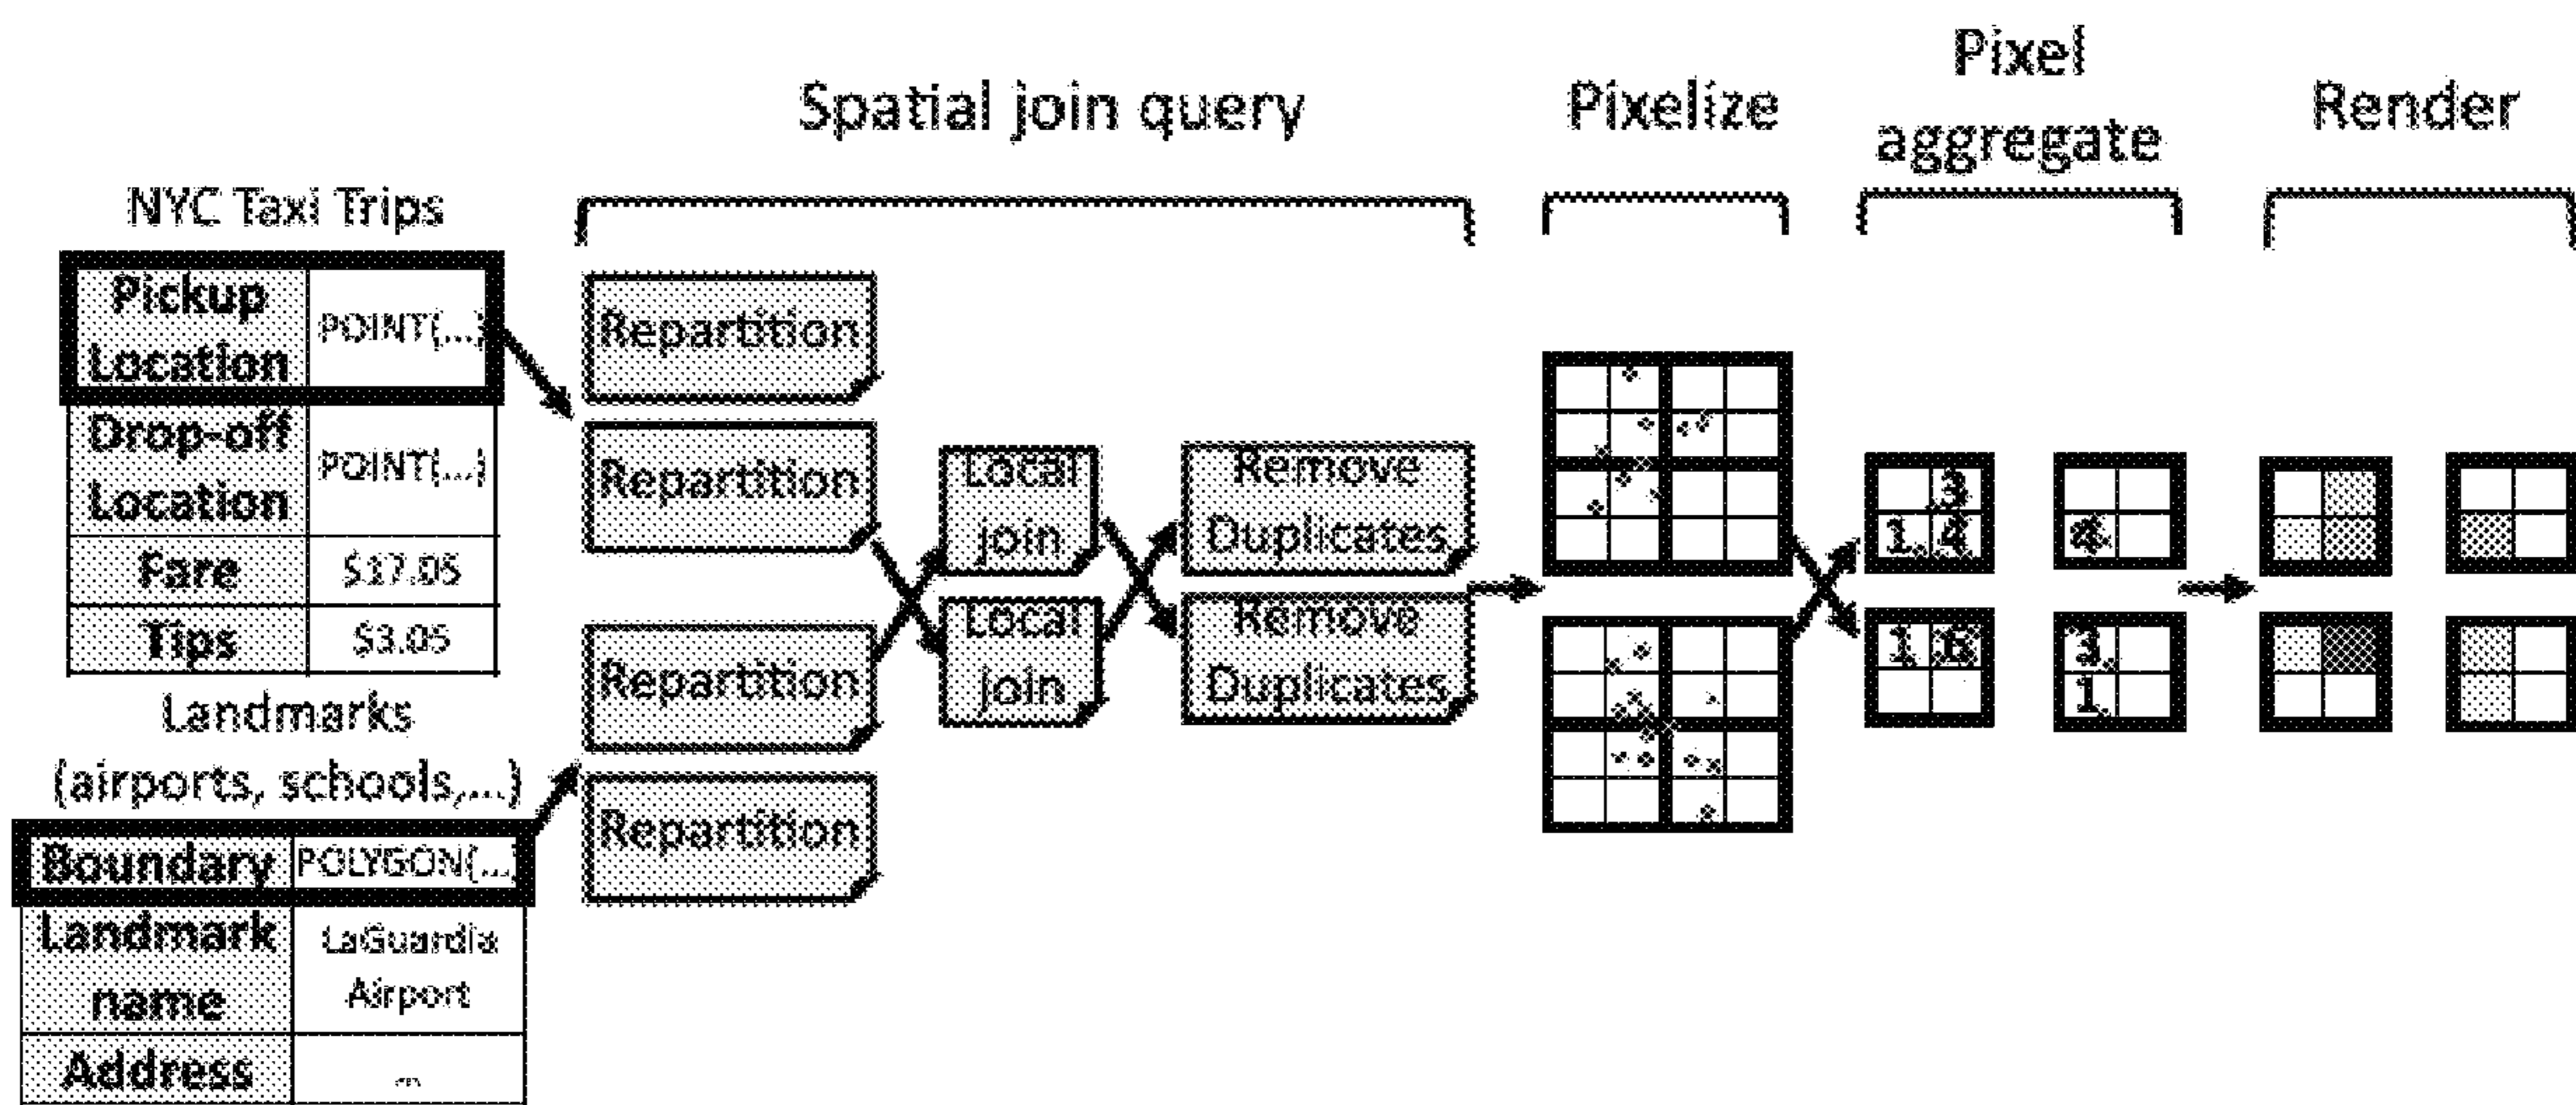 Spatial join query
Pixelize
Pixel
aggregate
Render
NYC Taxi Trips
Pickup
Location
POINT(...)
Drop-off
Location
POINT(...)
Fare
$17.05
Tips
$3.05
Landmarks
(airports, schools,...)
Boundary
POLYGON(...
Landmark
name
LaGuardia
Airport
Address
...
Repartition
Repartition
Repartition
Repartition
Local
join
Local
join
Remove
Duplicates
Remove
Duplicates
3
1 4
4
1 6
3
1